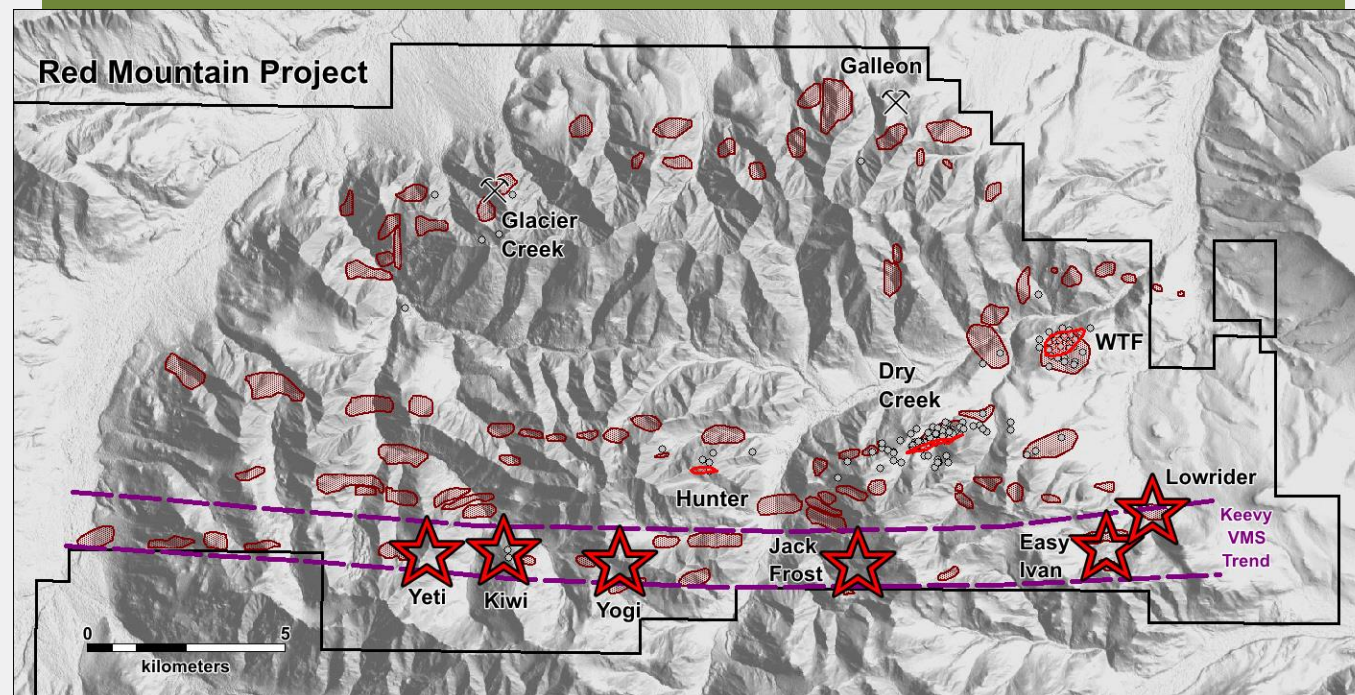 Red Mountain Project
Galleon
Glacier
Creek
WTF
Dry
Creek
Hunter
Lowrider
Keevy
VMS
Trend
Easy
Ivan
Jack
Frost
Yeti
Kiwi
Yogi
0 5
kilometers